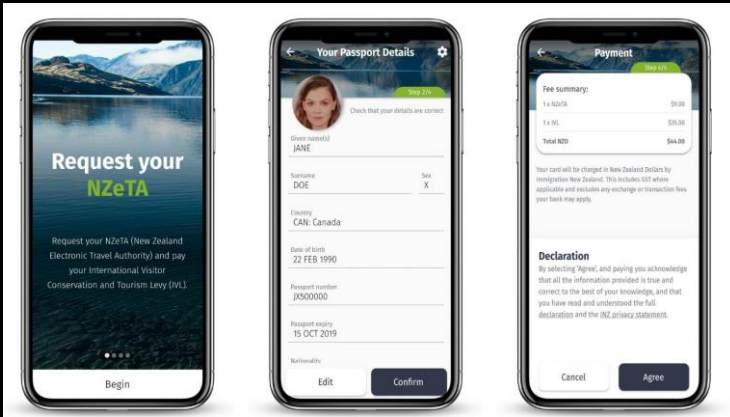 Request your
NZeTA
Request your NZeTA (New Zealand
Electronic Travel Authority) and pay
your International Visitor
Conservation and Tourism Levy (IVL).
Begin
Your Passport Details
Step 2/4
Check that your details are correct
Given name(s)
JANE
Surname Sex
DOE X
Country
CAN: Canada
Date of birth
22 FEB 1990
Passport number
JX500000
Passport expiry
15 OCT 2019
Nationality
Edit Confirm
Payment
Step 4/4
Fee summary:
1 x NZeTA $9.00
1 x IVL $35.00
Total NZD $44.00
Your card will be charged in New Zealand Dollars by
Immigration New Zealand. This includes GST where
applicable and excludes any exchange or transaction fees
your bank may apply.
Declaration
By selecting 'Agree', and paying you acknowledge
that all the information provided is true and
correct to the best of your knowledge, and that
you have read and understood the full
declaration and the INZ privacy statement.
Cancel Agree